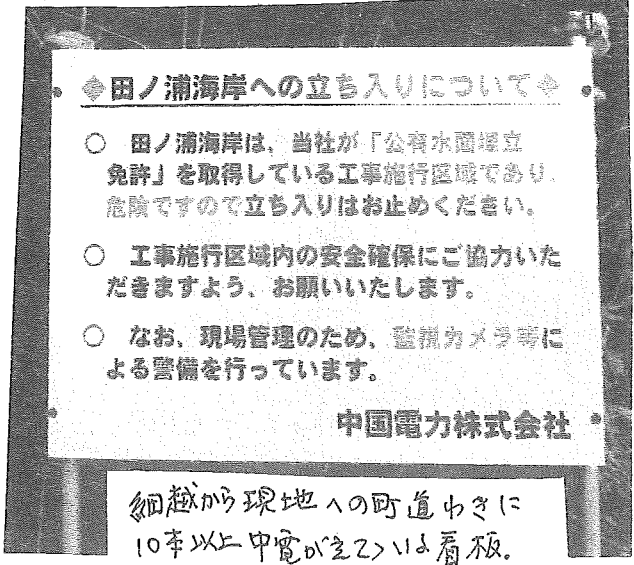 ◈田ノ浦海岸への立ち入りについて◈
○ 田ノ浦海岸は、当社が「公有水面埋立
免許」を取得している工事施行区域であり、
危険ですので立ち入りはお止めください。
○ 工事施行区域内の安全確保にご協力いた
だきますよう、お願いいたします。
○ なお、現場管理のため、監視カメラ等に
よる警備を行っています。
中国電力株式会社
細越から現地への町道わきに
10本以上中電が立てている看板.